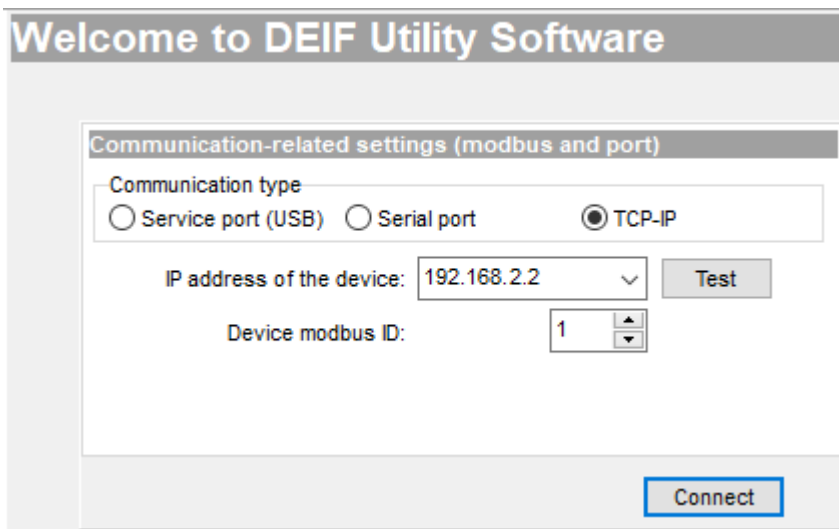 Welcome to DEIF Utility Software
Communication-related settings (modbus and port)
Communication type
Service port (USB) Serial port TCP-IP
IP address of the device: 192.168.2.2 Test
Device modbus ID: 1
Connect